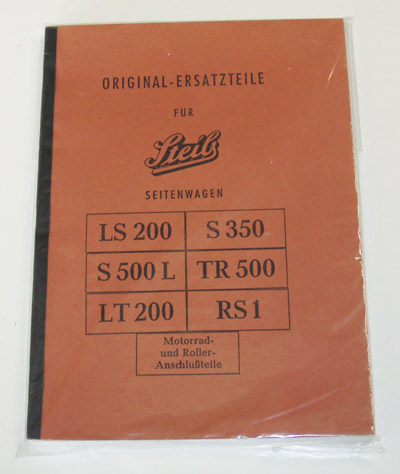 ORIGINAL-ERSATZTEILE
FÜR
Steib
SEITENWAGEN
LS 200 S 350
S 500 L TR 500
LT 200 RS 1
Motorrad-
und Roller-
Anschlußteile